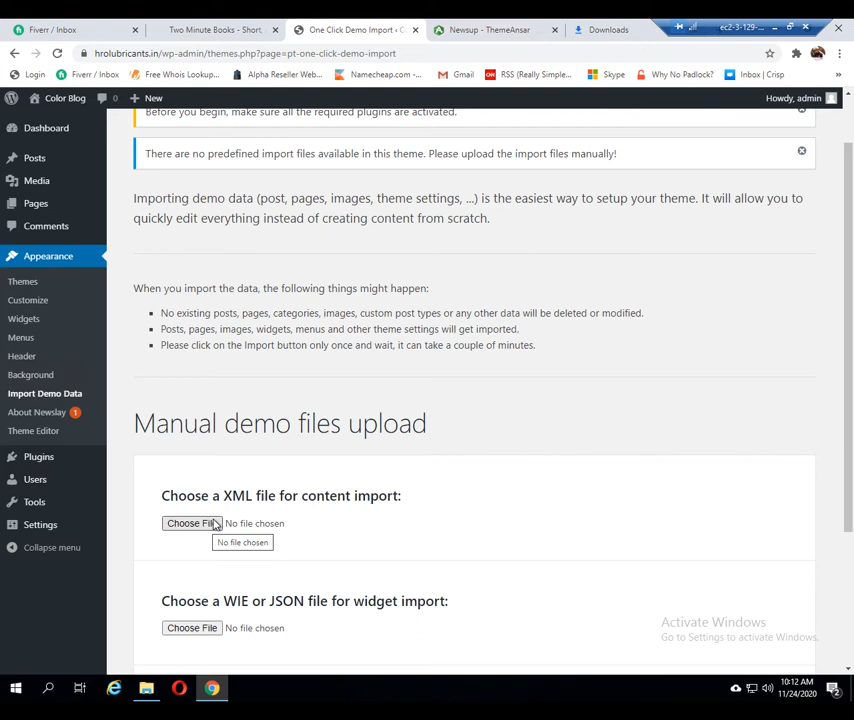 Fiverr / Inbox
Two Minute Books - Short,
One Click Demo Import ‹ C
Newsup - ThemeAnsar
Downloads
ec2-3-129-
hrolubricants.in/wp-admin/themes.php?page=pt-one-click-demo-import
Login
Fiverr / Inbox
Free Whois Lookup...
Alpha Reseller Web...
Namecheap.com - C...
Gmail
RSS (Really Simple...
Skype
Why No Padlock?
Inbox | Crisp
Color Blog
0
New
Howdy, admin
Dashboard
Posts
Media
Pages
Comments
Appearance
Themes
Customize
Widgets
Menus
Header
Background
Import Demo Data
About Newslay 1
Theme Editor
Plugins
Users
Tools
Settings
Collapse menu
Before you begin, make sure all the required plugins are activated.
There are no predefined import files available in this theme. Please upload the import files manually!
Importing demo data (post, pages, images, theme settings, ...) is the easiest way to setup your theme. It will allow you to
quickly edit everything instead of creating content from scratch.
When you import the data, the following things might happen:
No existing posts, pages, categories, images, custom post types or any other data will be deleted or modified.
Posts, pages, images, widgets, menus and other theme settings will get imported.
Please click on the Import button only once and wait, it can take a couple of minutes.
Manual demo files upload
Choose a XML file for content import:
Choose File No file chosen
No file chosen
Choose a WIE or JSON file for widget import:
Choose File No file chosen
Activate Windows
Go to Settings to activate Windows.
10:12 AM
11/24/2020
2